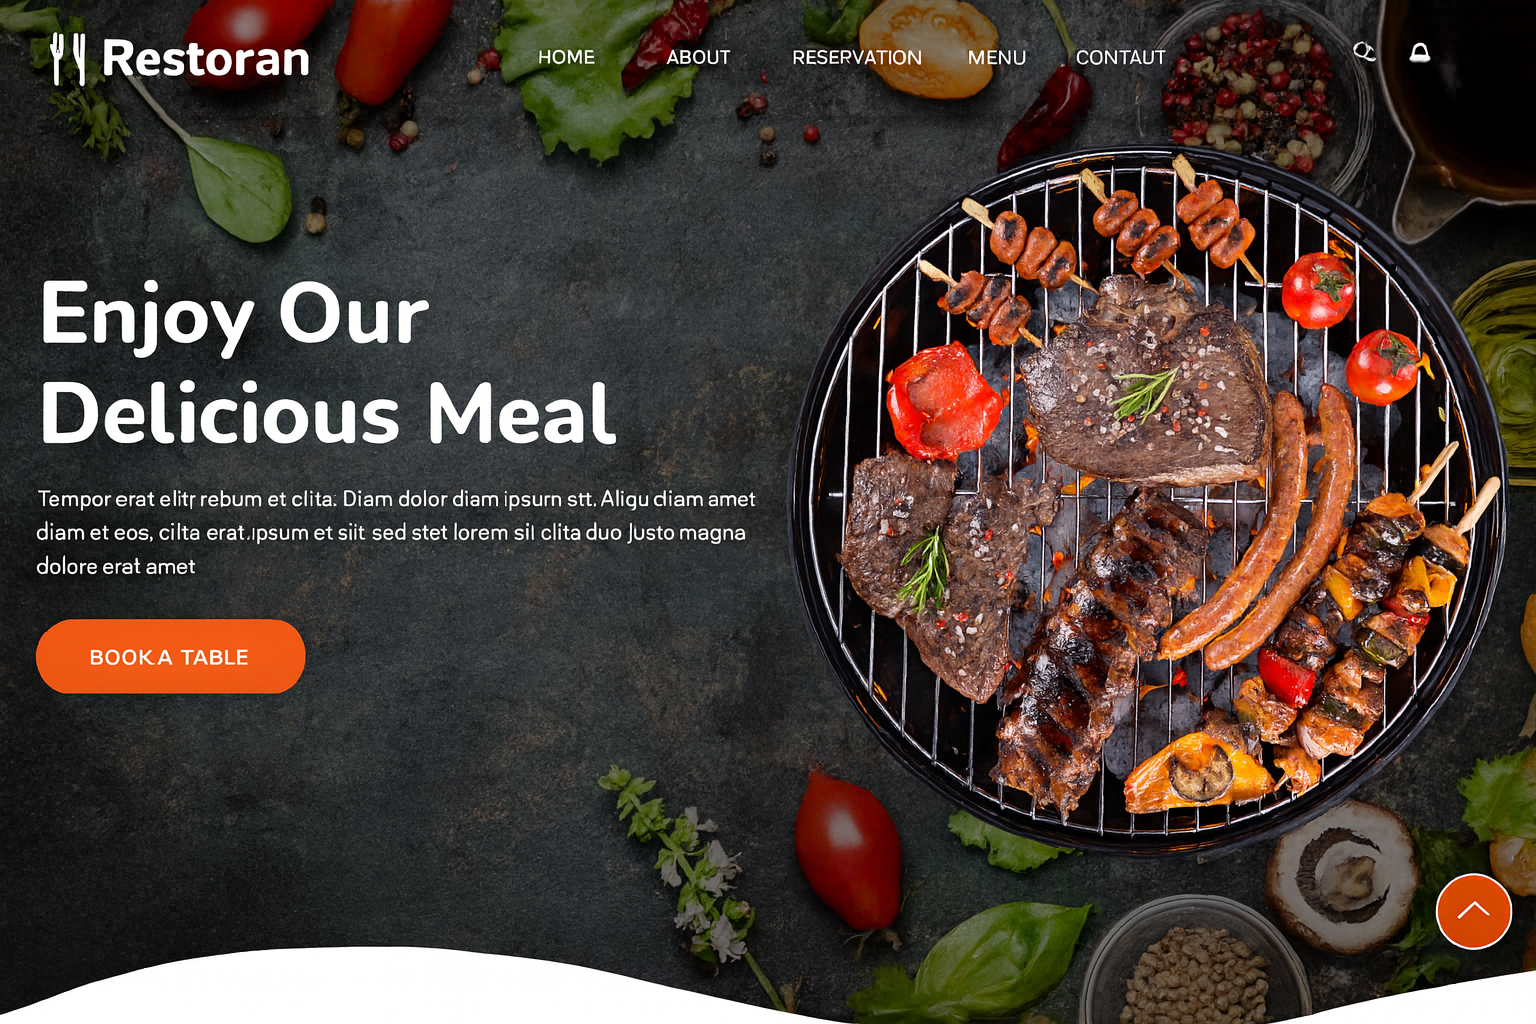 Restoran
HOME ABOUT RESERVATION MENU CONTAUT
Enjoy Our
Delicious Meal
Tempor erat elitr rebum et clita. Diam dolor diam ipsum stt. Aligu diam amet
diam et eos, cilta erat.ipsum et siit sed stet lorem sil clita duo Justo magna
dolore erat amet
BOOK A TABLE